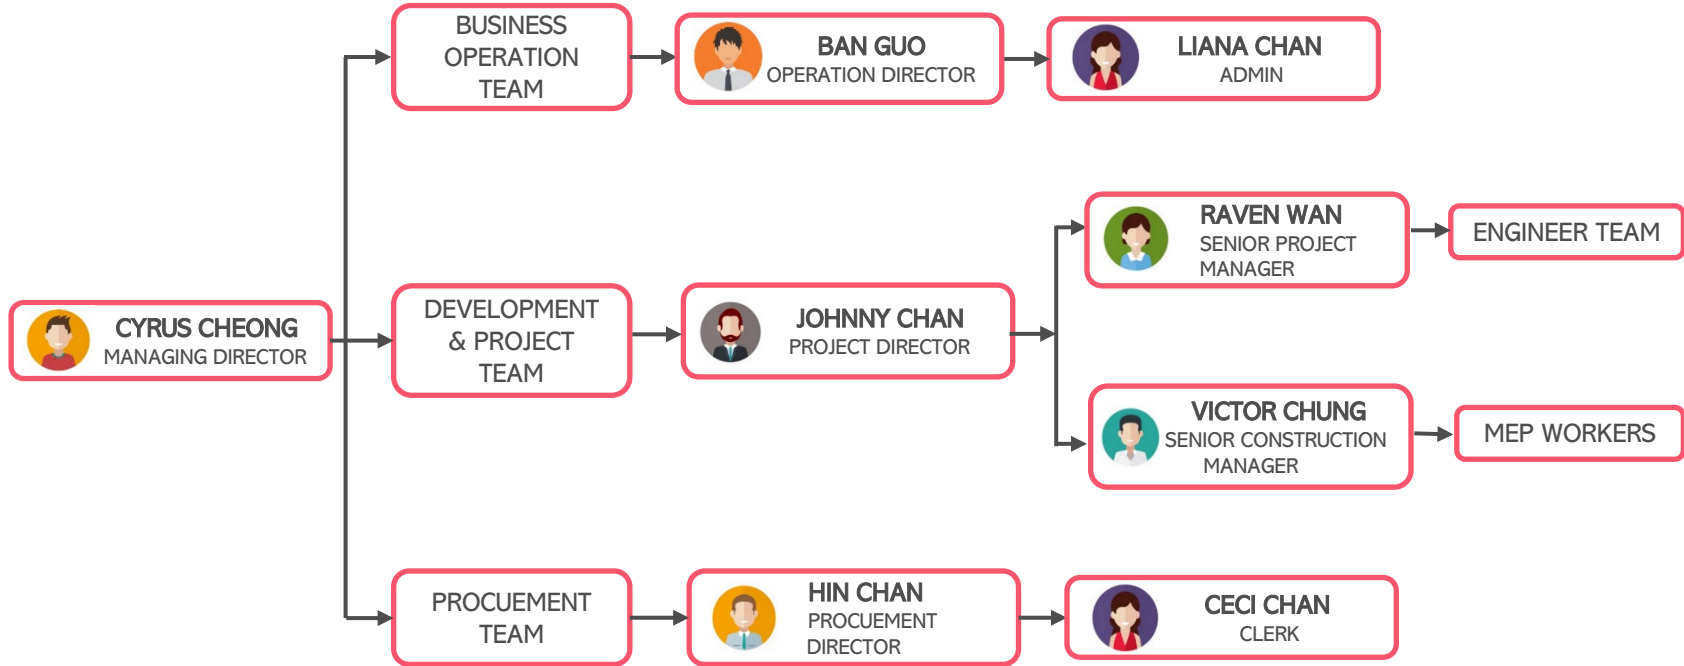 BUSINESS
OPERATION
TEAM
BAN GUO
OPERATION DIRECTOR
LIANA CHAN
ADMIN
CYRUS CHEONG
MANAGING DIRECTOR
DEVELOPMENT
& PROJECT
TEAM
JOHNNY CHAN
PROJECT DIRECTOR
RAVEN WAN
SENIOR PROJECT
MANAGER
ENGINEER TEAM
VICTOR CHUNG
SENIOR CONSTRUCTION
MANAGER
MEP WORKERS
PROCUEMENT
TEAM
HIN CHAN
PROCUEMENT
DIRECTOR
CECI CHAN
CLERK